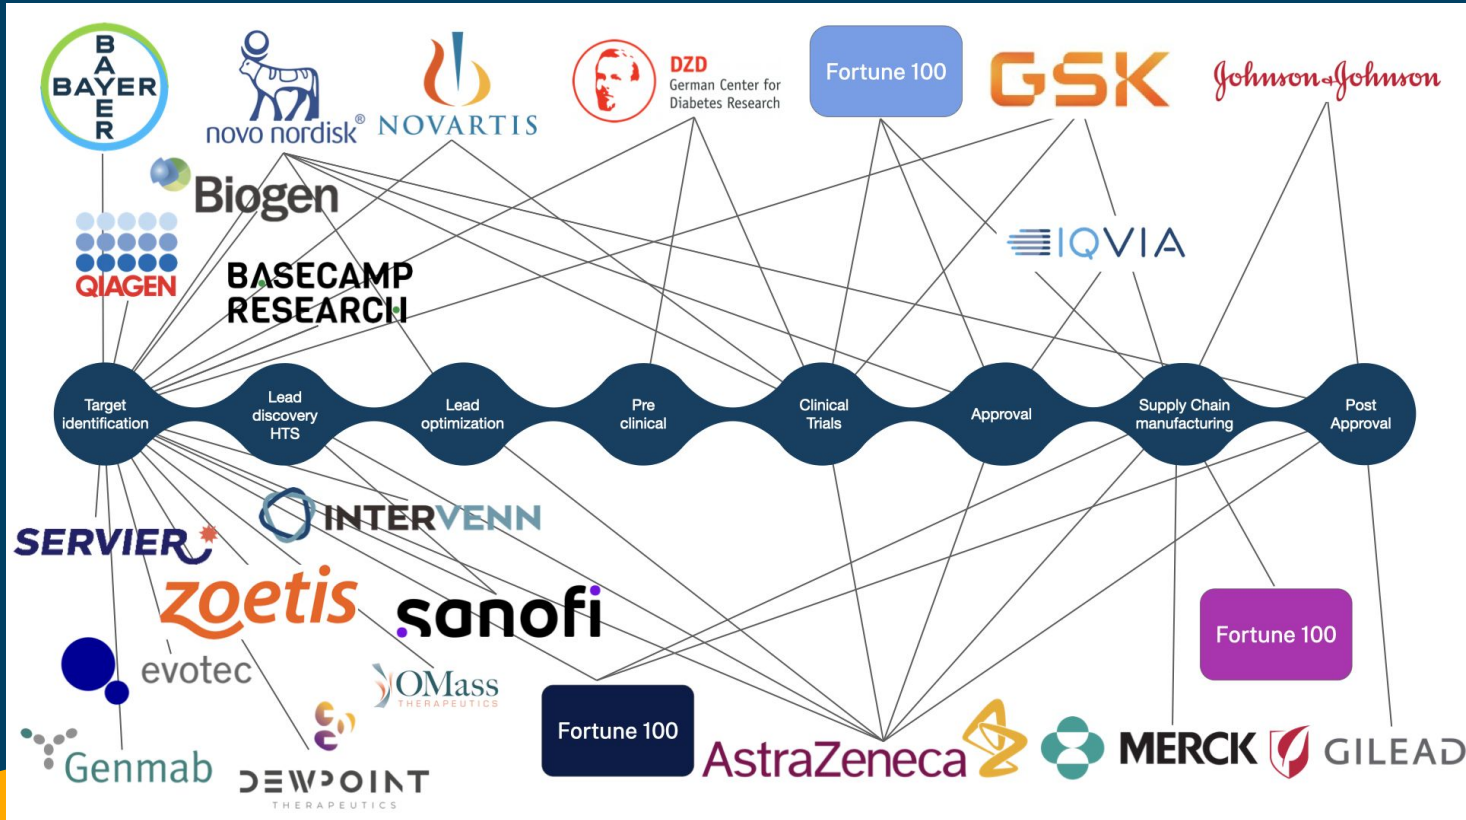 BAYER
BAYER
novo nordisk®
NOVARTIS
DZD
German Center for
Diabetes Research
Fortune 100
GSK
Johnson&Johnson
Biogen
QIAGEN
BASECAMP
RESEARCH
IQVIA
Target
identification
Lead
discovery
HTS
Lead
optimization
Pre
clinical
Clinical
Trials
Approval
Supply Chain
manufacturing
Post
Approval
SERVIER
INTERVENN
zoetis
sanofi
evotec
OMass
THERAPEUTICS
Genmab
DEWPOINT
THERAPEUTICS
Fortune 100
AstraZeneca
MERCK
Fortune 100
GILEAD